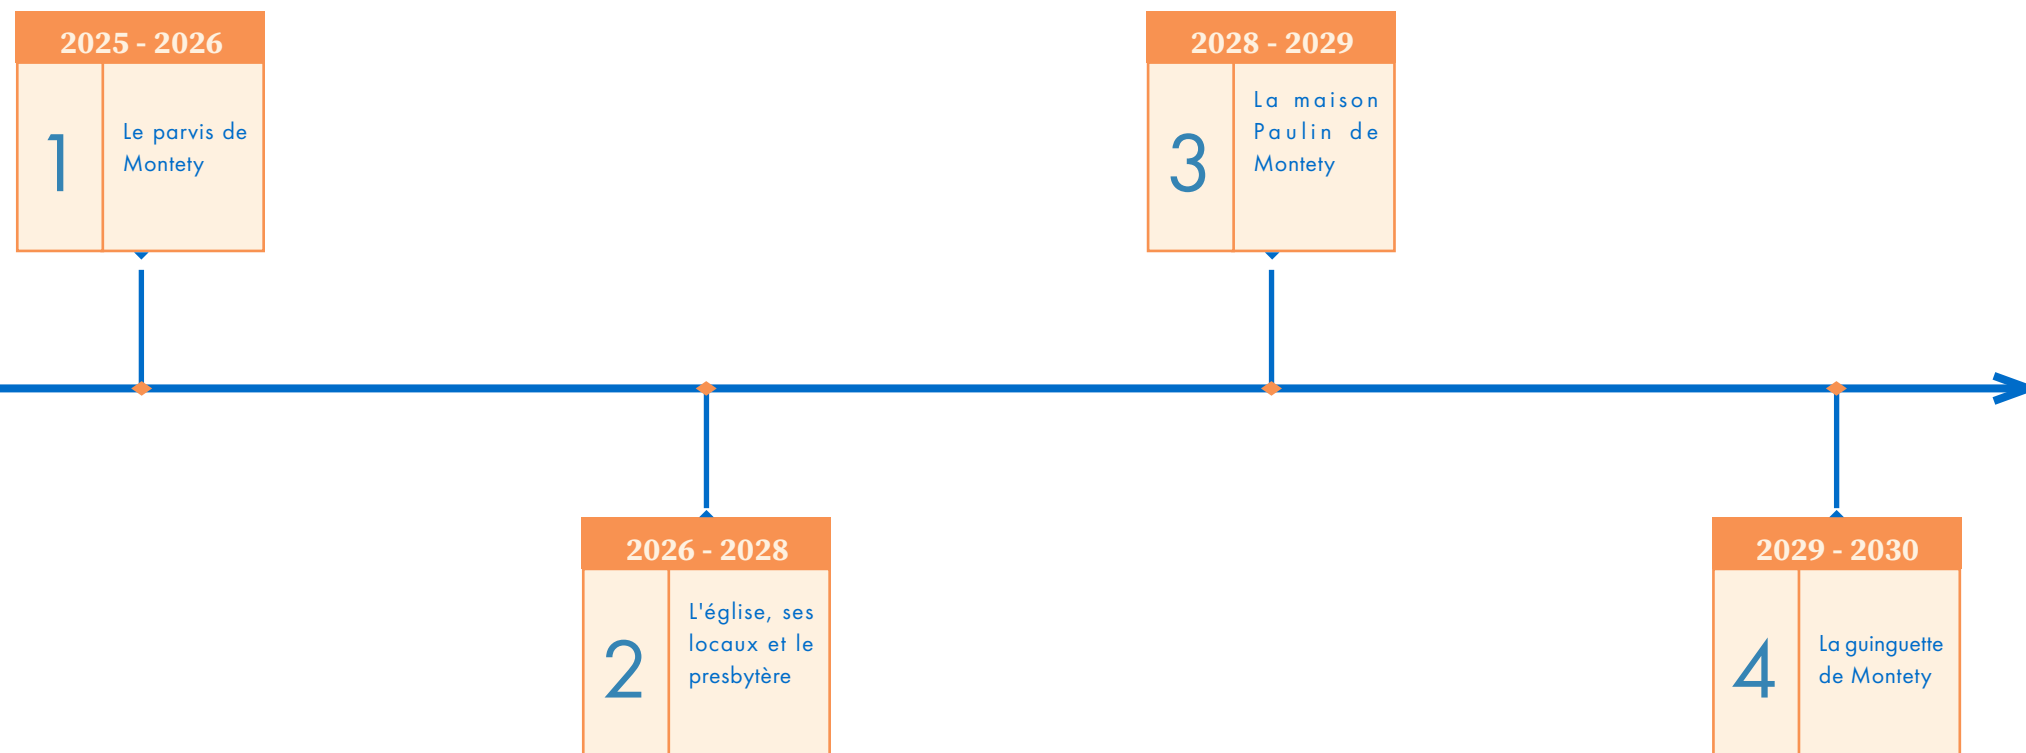 2025 - 2026
1
Le parvis de
Montety
2026 - 2028
2
L'église, ses
locaux et le
presbytère
2028 - 2029
3
La maison
Paulin de
Montety
2029 - 2030
4
La guinguette
de Montety